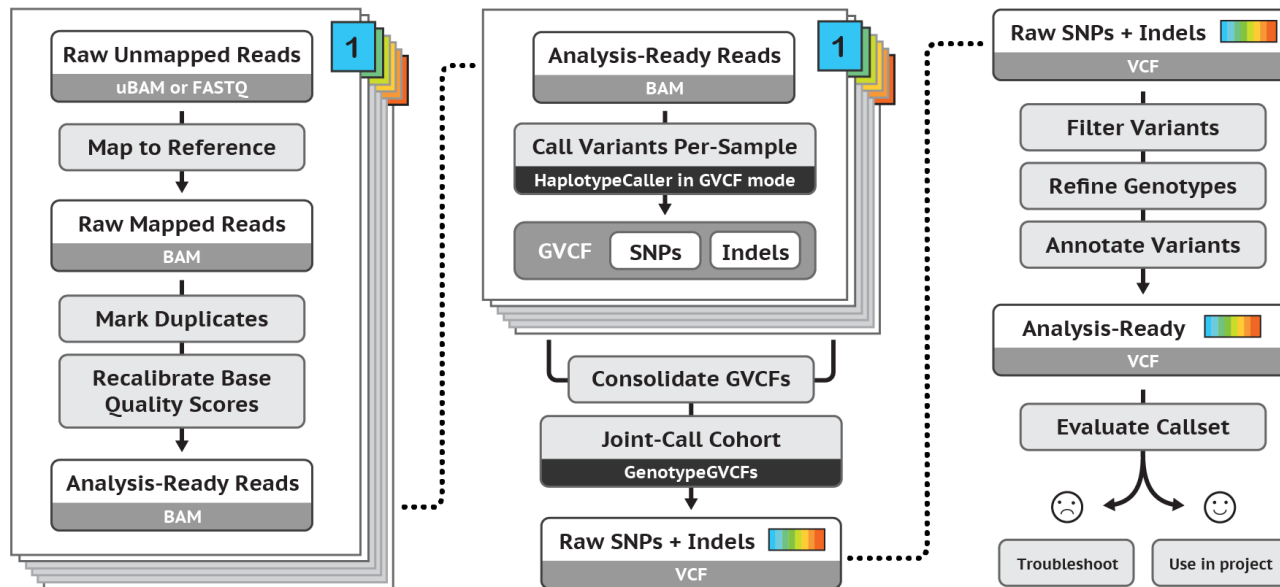 1
Raw Unmapped Reads
uBAM or FASTQ
Map to Reference
Raw Mapped Reads
BAM
Mark Duplicates
Recalibrate Base
Quality Scores
Analysis-Ready Reads
BAM
1
Analysis-Ready Reads
BAM
Call Variants Per-Sample
HaplotypeCaller in GVCF mode
GVCF SNPs Indels
Consolidate GVCFs
Joint-Call Cohort
GenotypeGVCFs
Raw SNPs + Indels
VCF
Raw SNPs + Indels
VCF
Filter Variants
Refine Genotypes
Annotate Variants
Analysis-Ready
VCF
Evaluate Callset
Troubleshoot
Use in project